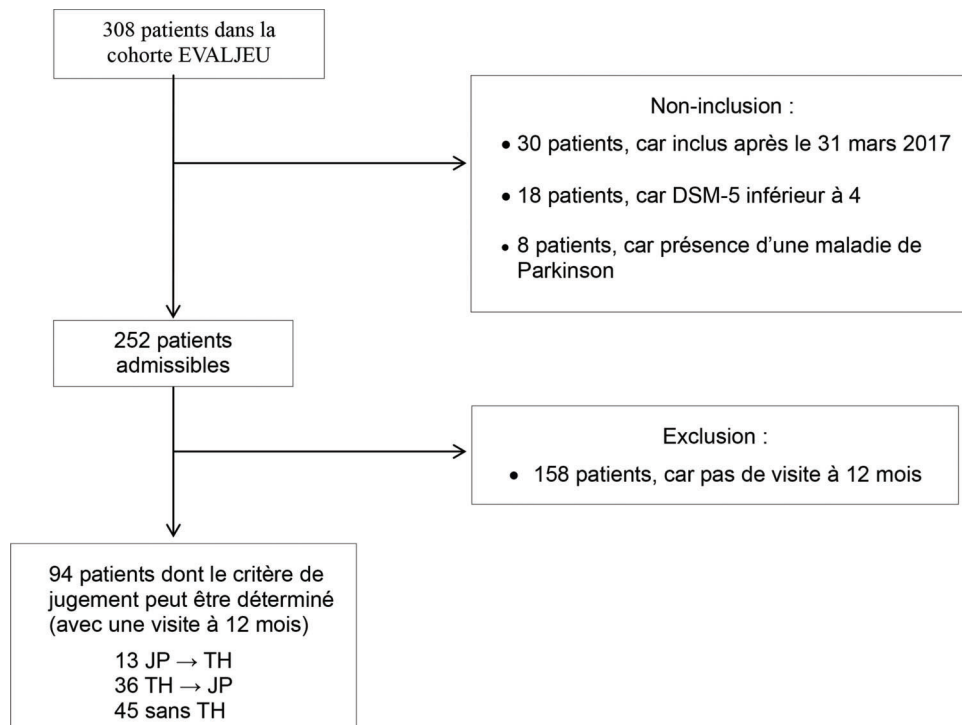 308 patients dans la
cohorte EVALJEU
Non-inclusion :
• 30 patients, car inclus après le 31 mars 2017
• 18 patients, car DSM-5 inférieur à 4
• 8 patients, car présence d’une maladie de
Parkinson
252 patients
admissibles
Exclusion :
• 158 patients, car pas de visite à 12 mois
94 patients dont le critère de
jugement peut être déterminé
(avec une visite à 12 mois)
13 JP → TH
36 TH → JP
45 sans TH